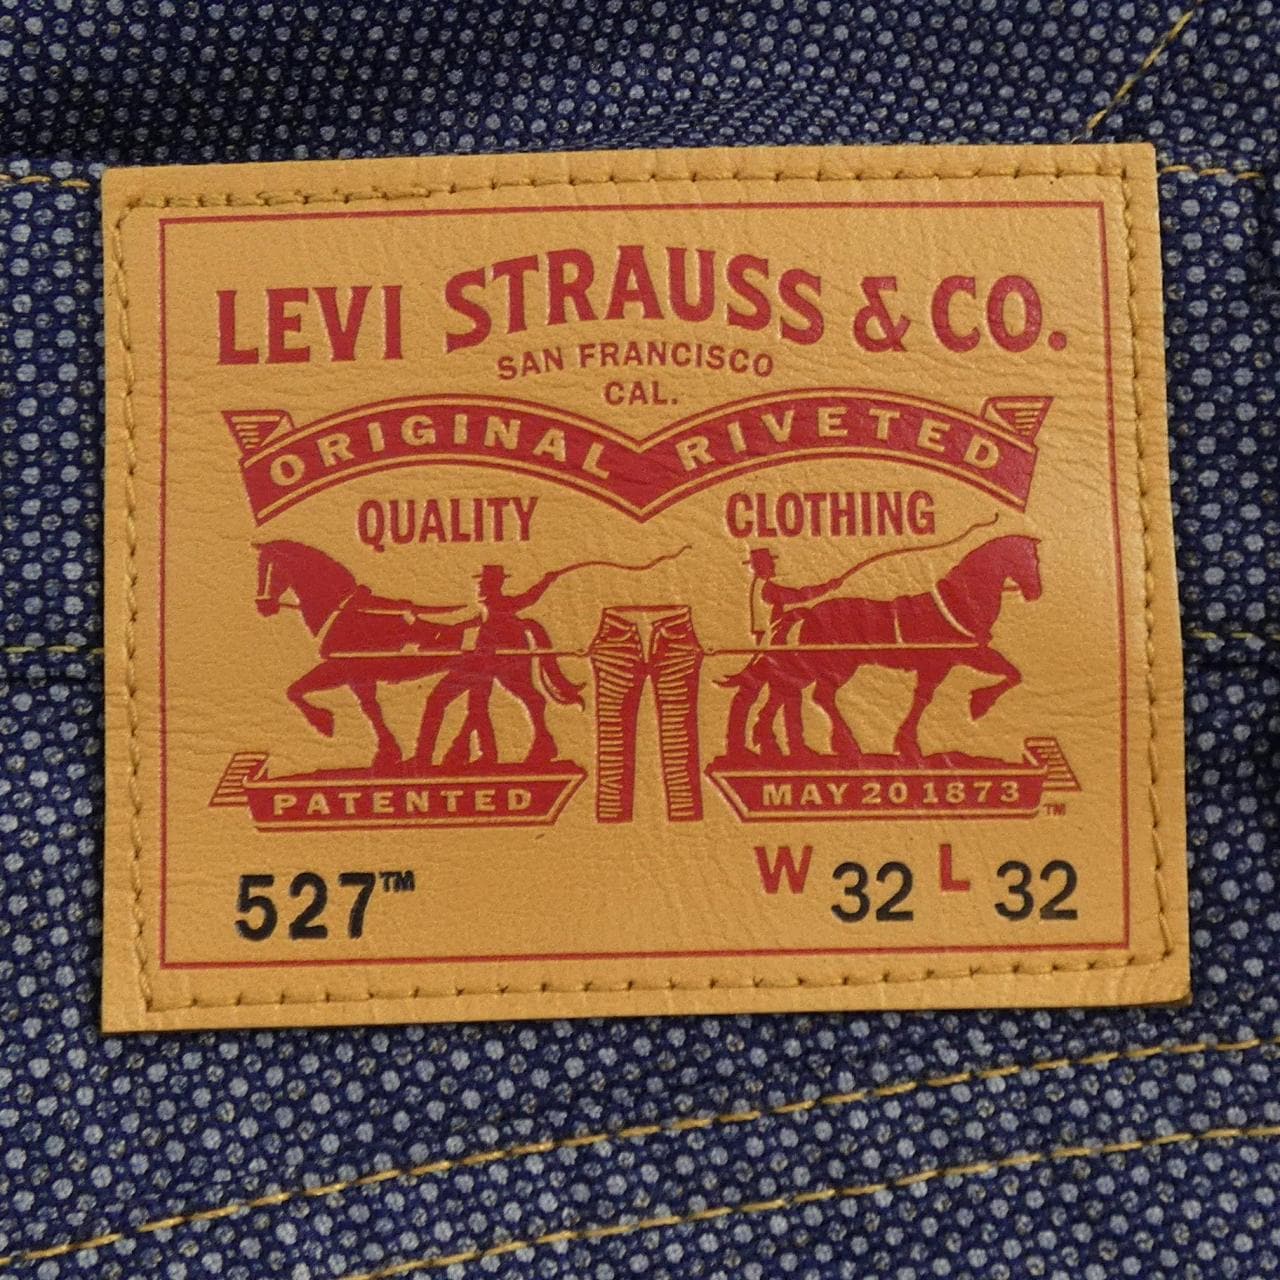 LEVI STRAUSS & CO.
SAN FRANCISCO
CAL.
ORIGINAL RIVETED
QUALITY CLOTHING
PATENTED MAY 20 1873 ™
527™ W 32 L 32